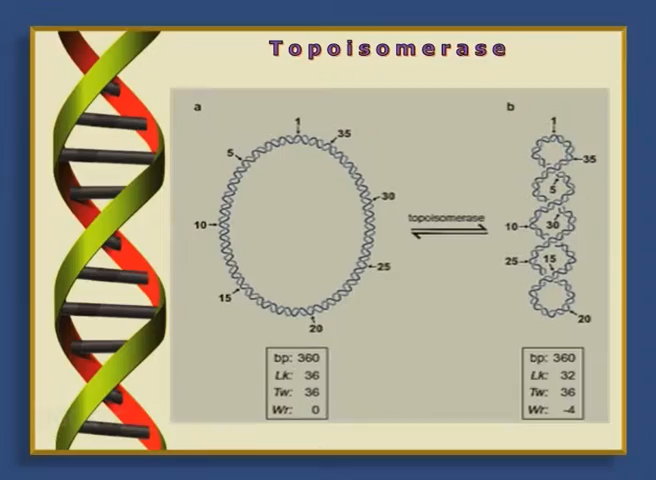 Topoisomerase
a
1
35
5
30
10
25
15
20
topoisomerase
b
1
35
5
10
30
25
15
20
bp: 360
Lk: 36
Tw: 36
Wr: 0
bp: 360
Lk: 32
Tw: 36
Wr: -4